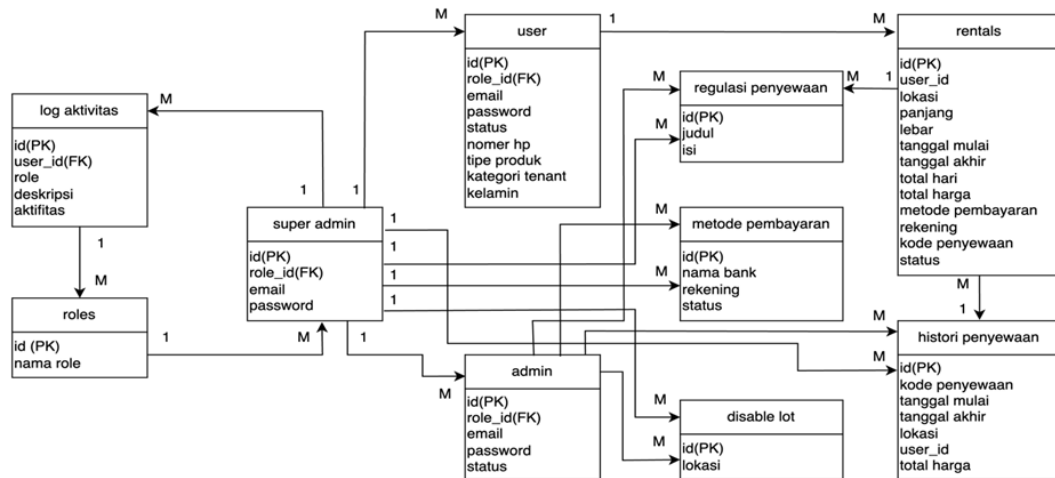 user
id(PK)
role_id(FK)
email
password
status
nomer hp
tipe produk
kategori tenant
kelamin
rentals
id(PK)
user_id
lokasi
panjang
lebar
tanggal mulai
tanggal akhir
total hari
total harga
metode pembayaran
rekening
kode penyewaan
status
regulasi penyewaan
id(PK)
judul
isi
log aktivitas
id(PK)
user_id(FK)
role
deskripsi
aktifitas
super admin
id(PK)
role_id(FK)
email
password
metode pembayaran
id(PK)
nama bank
rekening
status
roles
id (PK)
nama role
admin
id(PK)
role_id(FK)
email
password
status
disable lot
id(PK)
lokasi
histori penyewaan
id(PK)
kode penyewaan
tanggal mulai
tanggal akhir
lokasi
user_id
total harga
M
1
M
M
M
1
M
M
1
1
1
1
1
1
M
M
1
M
1
M
1
M
M
1
M
M
M
M